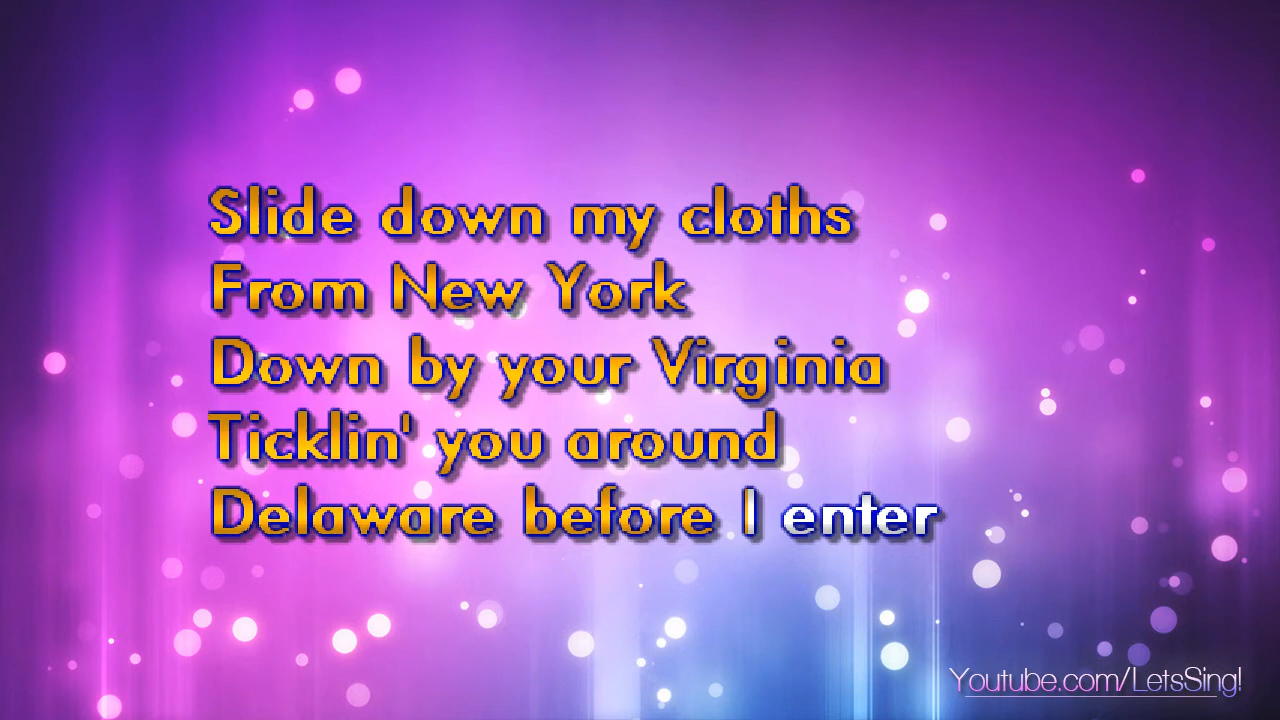 Slide down my cloths
From New York
Down by your Virginia
Ticklin' you around
Delaware before I enter
Youtube.com/LetsSing!